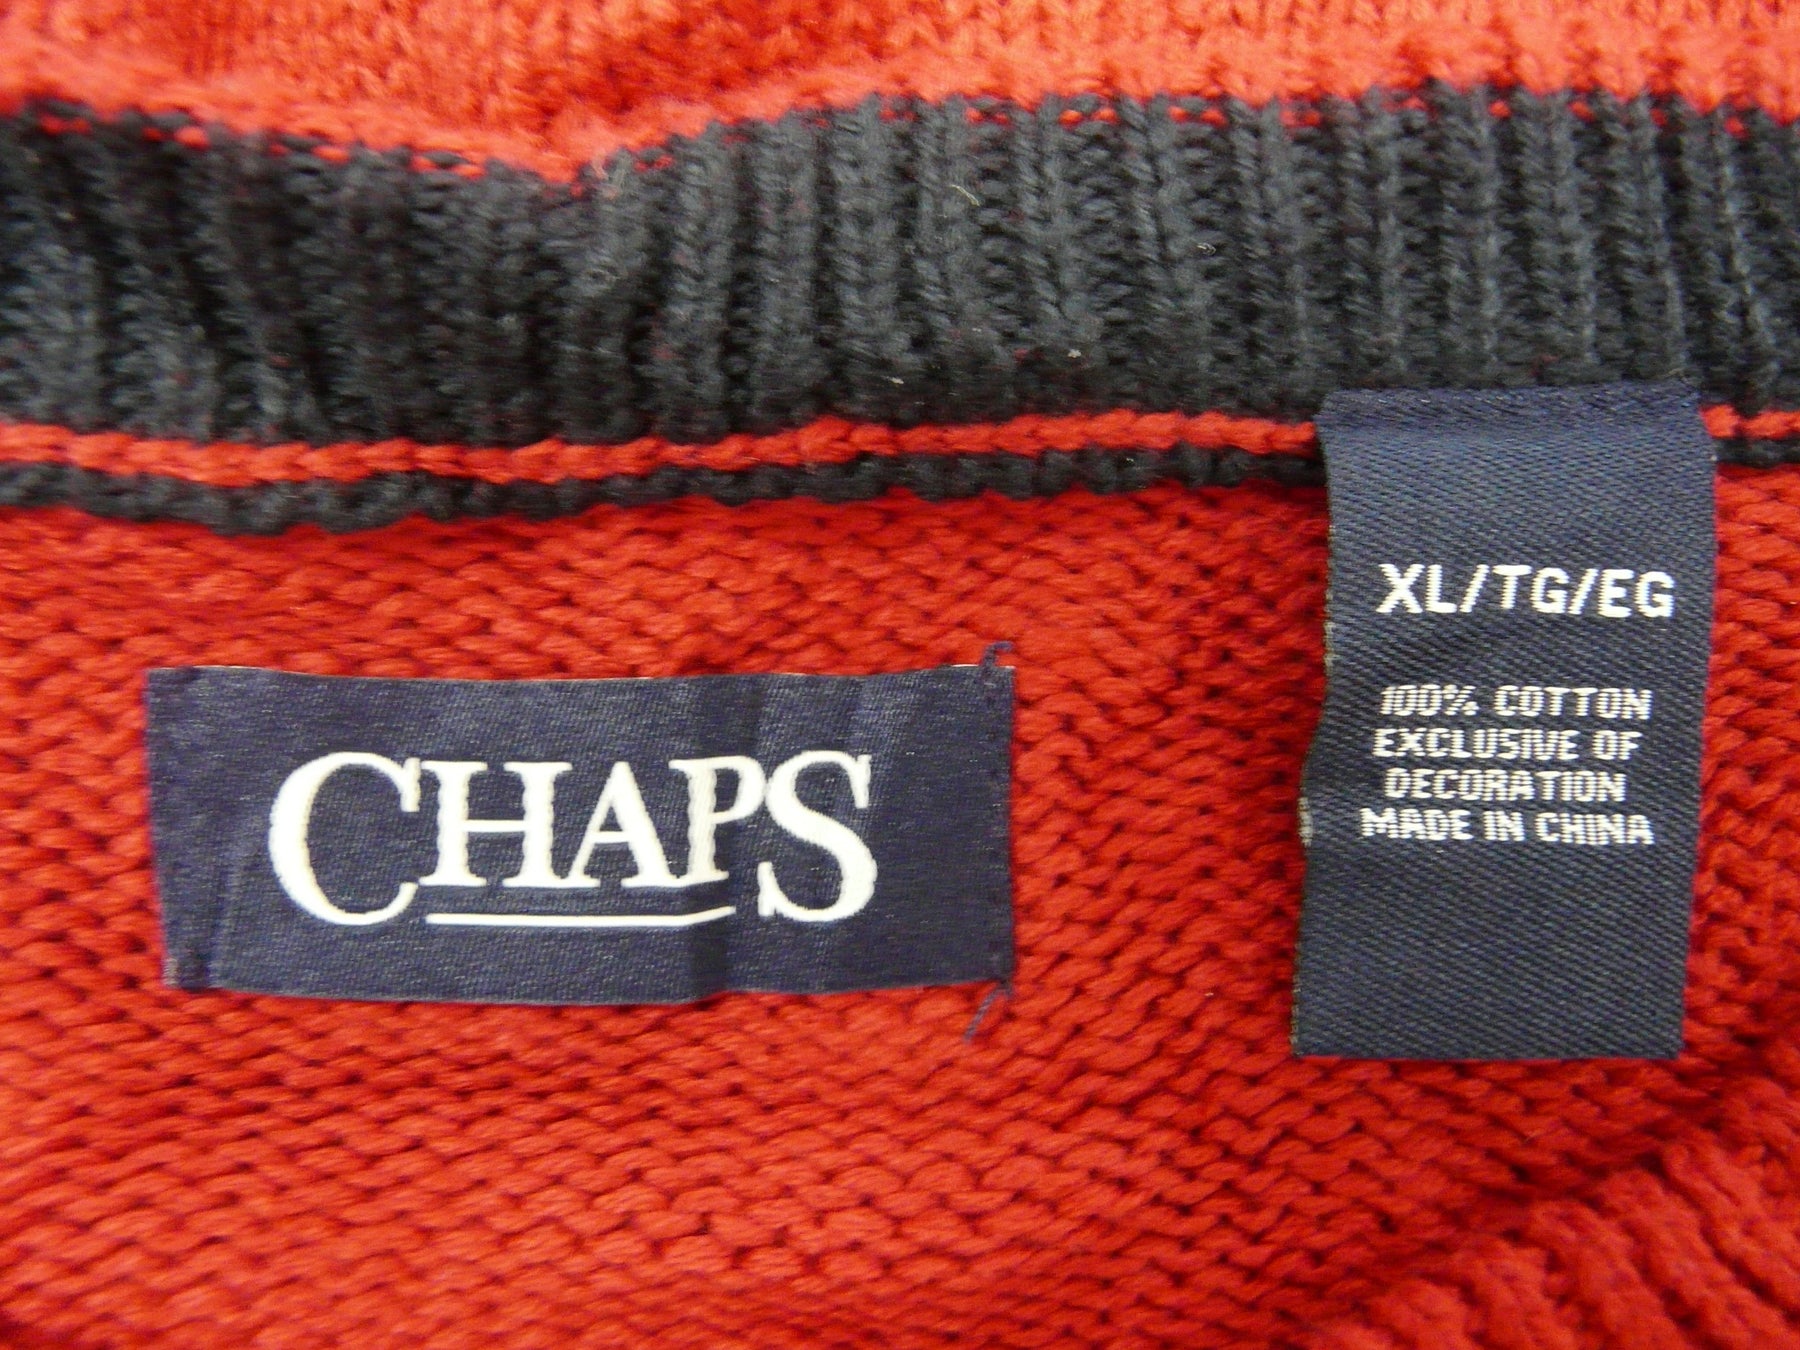 CHAPS
XL/TG/EG
100% COTTON
EXCLUSIVE OF
DECORATION
MADE IN CHINA